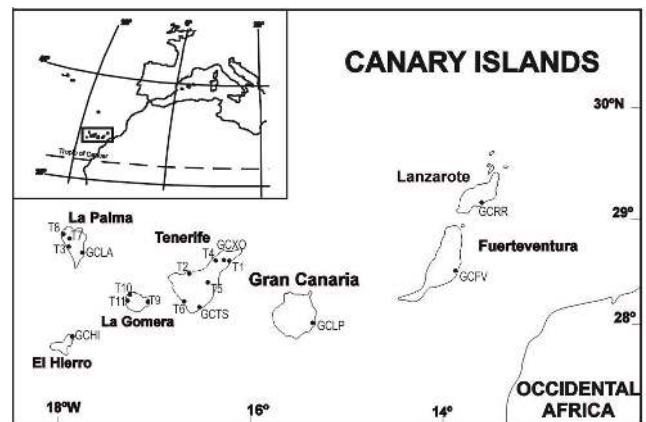 CANARY ISLANDS
Tropic of Cancer
30ºN
Lanzarote
GCRR
29º
La Palma
T8
T7
T3
GCLA
Tenerife
GCXO
T4
T1
T2
T5
T6
GCTS
Fuerteventura
GCFV
Gran Canaria
GCLP
T10
T11
T9
La Gomera
GCHI
El Hierro
28º
OCCIDENTAL
AFRICA
18ºW
16º
14º